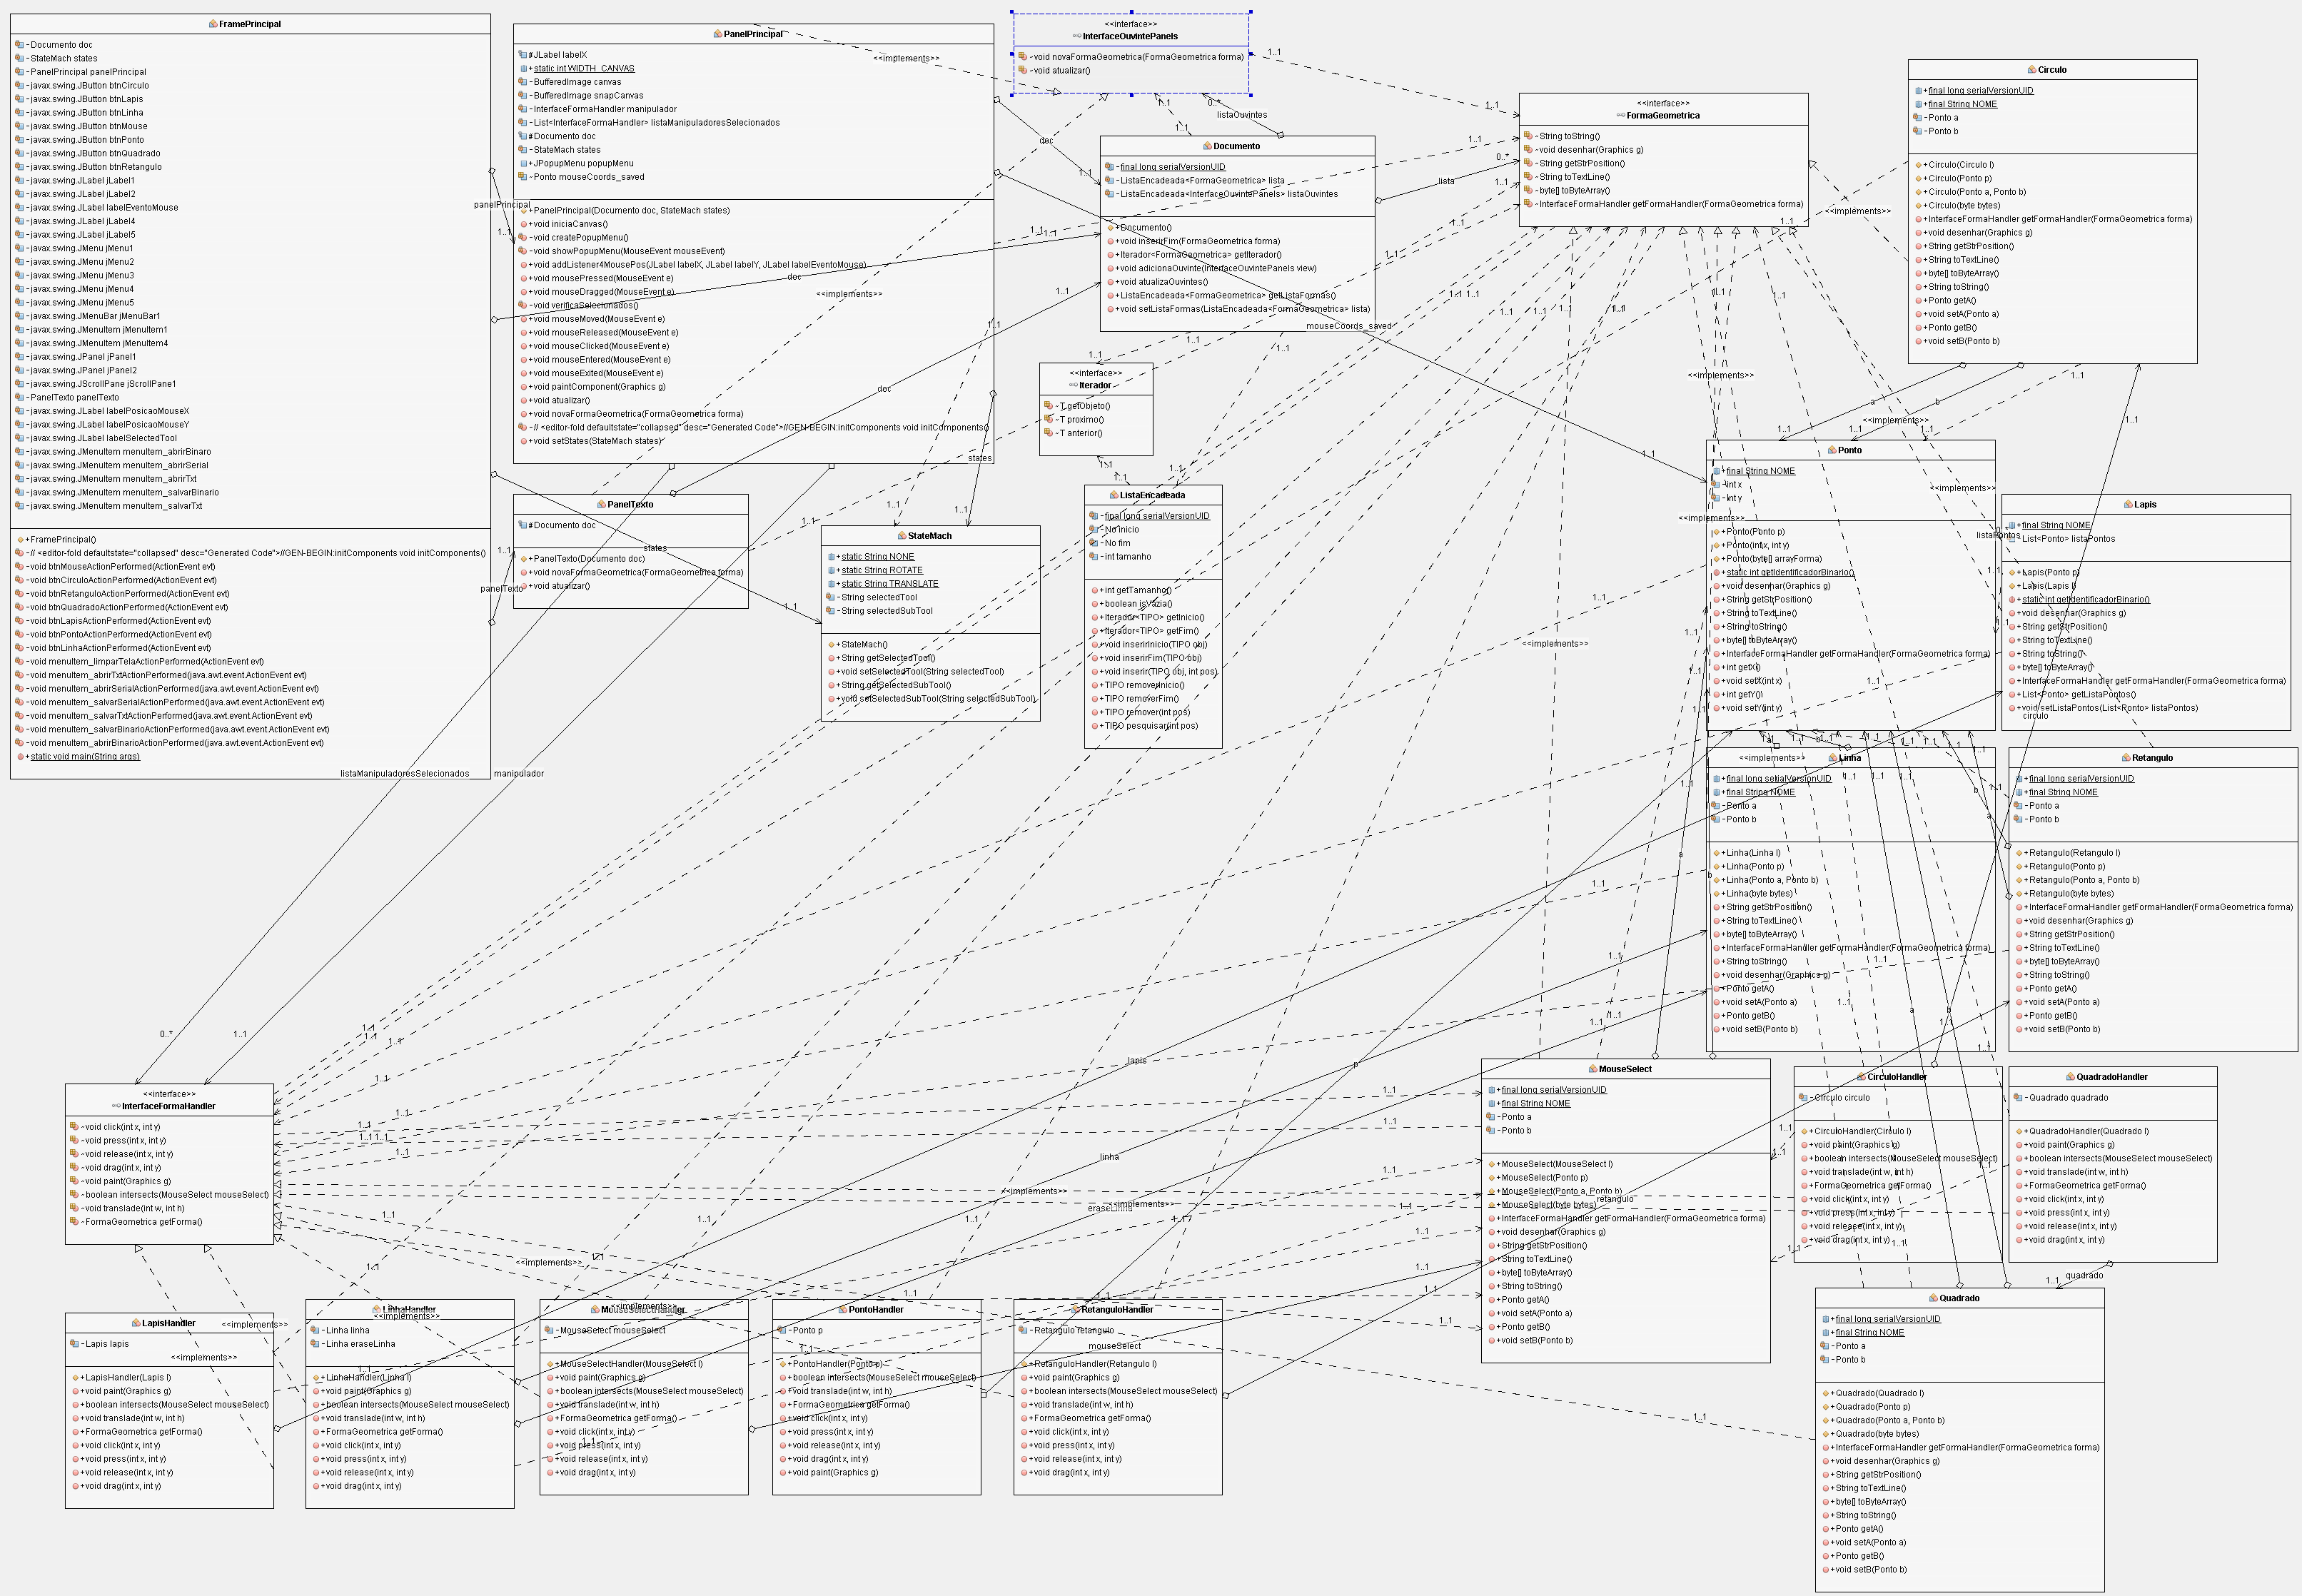 FramePrincipal
-Documento doc
-StateMach states
-PanelPrincipal panelPrincipal
-javax.swing.JButton btnCirculo
-javax.swing.JButton btnLapis
-javax.swing.JButton btnLinha
-javax.swing.JButton btnMouse
-javax.swing.JButton btnPonto
-javax.swing.JButton btnQuadrado
-javax.swing.JButton btnRetangulo
-javax.swing.JLabel jLabel1
-javax.swing.JLabel jLabel2
-javax.swing.JLabel labelEventoMouse
-javax.swing.JLabel jLabel4
-javax.swing.JLabel jLabel5
-javax.swing.JMenu jMenu1
-javax.swing.JMenu jMenu2
-javax.swing.JMenu jMenu3
-javax.swing.JMenu jMenu4
-javax.swing.JMenu jMenu5
-javax.swing.JMenuBar jMenuBar1
-javax.swing.JMenuItem jMenuItem1
-javax.swing.JMenuItem jMenuItem4
-javax.swing.JPanel jPanel1
-javax.swing.JPanel jPanel2
-javax.swing.JScrollPane jScrollPane1
-PanelTexto panelTexto
-javax.swing.JLabel labelPosicaoMouseX
-javax.swing.JLabel labelPosicaoMouseY
-javax.swing.JLabel labelSelectedTool
-javax.swing.JMenuItem menuItem_abrirBinaro
-javax.swing.JMenuItem menuItem_abrirSerial
-javax.swing.JMenuItem menuItem_abrirTxt
-javax.swing.JMenuItem menuItem_salvarBinario
-javax.swing.JMenuItem menuItem_salvarTxt
+FramePrincipal()
-// <editor-fold defaultstate="collapsed" desc="Generated Code">//GEN-BEGIN:initComponents void initComponents()
-void btnMouseActionPerformed(ActionEvent evt)
-void btnCirculoActionPerformed(ActionEvent evt)
-void btnRetanguloActionPerformed(ActionEvent evt)
-void btnQuadradoActionPerformed(ActionEvent evt)
-void btnLapisActionPerformed(ActionEvent evt)
-void btnPontoActionPerformed(ActionEvent evt)
-void btnLinhaActionPerformed(ActionEvent evt)
-void menuItem_limparTelaActionPerformed(ActionEvent evt)
-void menuItem_abrirTxtActionPerformed(java.awt.event.ActionEvent evt)
-void menuItem_abrirSerialActionPerformed(java.awt.event.ActionEvent evt)
-void menuItem_salvarSerialActionPerformed(java.awt.event.ActionEvent evt)
-void menuItem_salvarTxtActionPerformed(java.awt.event.ActionEvent evt)
-void menuItem_salvarBinarioActionPerformed(java.awt.event.ActionEvent evt)
-void menuItem_abrirBinarioActionPerformed(java.awt.event.ActionEvent evt)
+static void main(String args)
PanelPrincipal
#JLabel labelX
+static int WIDTH_CANVAS
-BufferedImage canvas
-BufferedImage snapCanvas
-InterfaceFormaHandler manipulador
-List<InterfaceFormaHandler> listaManipuladoresSelecionados
#Documento doc
-StateMach states
+JPopupMenu popupMenu
~Ponto mouseCoords_saved
+PanelPrincipal(Documento doc, StateMach states)
+void iniciaCanvas()
-void createPopupMenu()
-void showPopupMenu(MouseEvent mouseEvent)
+void addListener4MousePos(JLabel labelX, JLabel labelY, JLabel labelEventoMouse)
+void mousePressed(MouseEvent e)
+void mouseDragged(MouseEvent e)
-void verificaSelecionados()
+void mouseMoved(MouseEvent e)
+void mouseReleased(MouseEvent e)
+void mouseClicked(MouseEvent e)
+void mouseEntered(MouseEvent e)
+void mouseExited(MouseEvent e)
+void paintComponent(Graphics g)
+void atualizar()
+void novaFormaGeometrica(FormaGeometrica forma)
-// <editor-fold defaultstate="collapsed" desc="Generated Code">//GEN-BEGIN:initComponents void initComponents()
+void setStates(StateMach states)
<<interface>>
InterfaceOuvintePanels
~void novaFormaGeometrica(FormaGeometrica forma)
~void atualizar()
Documento
-final long serialVersionUID
-ListaEncadeada<FormaGeometrica> lista
-ListaEncadeada<InterfaceOuvintePanels> listaOuvintes
+Documento()
+void inserirFim(FormaGeometrica forma)
+Iterador<FormaGeometrica> getIterador()
+void adicionaOuvinte(InterfaceOuvintePanels view)
+void atualizaOuvintes()
+ListaEncadeada<FormaGeometrica> getListaFormas()
+void setListaFormas(ListaEncadeada<FormaGeometrica> lista)
<<interface>>
FormaGeometrica
~String toString()
~void desenhar(Graphics g)
~String getStrPosition()
~String toTextLine()
~byte[] toByteArray()
~InterfaceFormaHandler getFormaHandler(FormaGeometrica forma)
Circulo
+final long serialVersionUID
+final String NOME
-Ponto a
-Ponto b
+Circulo(Circulo l)
+Circulo(Ponto p)
+Circulo(Ponto a, Ponto b)
+Circulo(byte bytes)
+InterfaceFormaHandler getFormaHandler(FormaGeometrica forma)
+void desenhar(Graphics g)
+String getStrPosition()
+String toTextLine()
+byte[] toByteArray()
+String toString()
+Ponto getA()
+void setA(Ponto a)
+Ponto getB()
+void setB(Ponto b)
<<interface>>
Iterador
~T getObjeto()
~T proximo()
~T anterior()
PanelTexto
#Documento doc
+PanelTexto(Documento doc)
+void novaFormaGeometrica(FormaGeometrica forma)
+void atualizar()
StateMach
+static String NONE
+static String ROTATE
+static String TRANSLATE
-String selectedTool
-String selectedSubTool
+StateMach()
+String getSelectedTool()
+void setSelectedTool(String selectedTool)
+String getSelectedSubTool()
+void setSelectedSubTool(String selectedSubTool)
ListaEncadeada
-final long serialVersionUID
-No inicio
-No fim
-int tamanho
+int getTamanho()
+boolean isVazia()
+Iterador<TIPO> getInicio()
+Iterador<TIPO> getFim()
+void inserirInicio(TIPO obj)
+void inserirFim(TIPO obj)
+void inserir(TIPO obj, int pos)
+TIPO removerInicio()
+TIPO removerFim()
+TIPO remover(int pos)
+TIPO pesquisar(int pos)
Ponto
+final String NOME
-int x
-int y
+Ponto(Ponto p)
+Ponto(int x, int y)
+Ponto(byte[] arrayForma)
+static int getIdentificadorBinario()
+void desenhar(Graphics g)
+String getStrPosition()
+String toTextLine()
+String toString()
+byte[] toByteArray()
+InterfaceFormaHandler getFormaHandler(FormaGeometrica forma)
+int getX()
+void setX(int x)
+int getY()
+void setY(int y)
Lapis
+final String NOME
List<Ponto> listaPontos
+Lapis(Ponto p)
+Lapis(Lapis l)
+static int getIdentificadorBinario()
+void desenhar(Graphics g)
+String getStrPosition()
+String toTextLine()
+String toString()
+byte[] toByteArray()
+InterfaceFormaHandler getFormaHandler(FormaGeometrica forma)
+List<Ponto> getListaPontos()
+void setListaPontos(List<Ponto> listaPontos)
Linha
+final long serialVersionUID
+final String NOME
-Ponto a
-Ponto b
+Linha(Linha l)
+Linha(Ponto p)
+Linha(Ponto a, Ponto b)
+Linha(byte bytes)
+String getStrPosition()
+String toTextLine()
+byte[] toByteArray()
+InterfaceFormaHandler getFormaHandler(FormaGeometrica forma)
+String toString()
+void desenhar(Graphics g)
+Ponto getA()
+void setA(Ponto a)
+Ponto getB()
+void setB(Ponto b)
Retangulo
+final long serialVersionUID
+final String NOME
-Ponto a
-Ponto b
+Retangulo(Retangulo l)
+Retangulo(Ponto p)
+Retangulo(Ponto a, Ponto b)
+Retangulo(byte bytes)
+InterfaceFormaHandler getFormaHandler(FormaGeometrica forma)
+void desenhar(Graphics g)
+String getStrPosition()
+String toTextLine()
+byte[] toByteArray()
+String toString()
+Ponto getA()
+void setA(Ponto a)
+Ponto getB()
+void setB(Ponto b)
<<interface>>
InterfaceFormaHandler
~void click(int x, int y)
~void press(int x, int y)
~void release(int x, int y)
~void drag(int x, int y)
~void paint(Graphics g)
~boolean intersects(MouseSelect mouseSelect)
~void translade(int w, int h)
~FormaGeometrica getForma()
MouseSelect
+final long serialVersionUID
+final String NOME
-Ponto a
-Ponto b
+MouseSelect(MouseSelect l)
+MouseSelect(Ponto p)
+MouseSelect(Ponto a, Ponto b)
+MouseSelect(byte bytes)
+InterfaceFormaHandler getFormaHandler(FormaGeometrica forma)
+void desenhar(Graphics g)
+String getStrPosition()
+String toTextLine()
+byte[] toByteArray()
+String toString()
+Ponto getA()
+void setA(Ponto a)
+Ponto getB()
+void setB(Ponto b)
CirculoHandler
-Circulo circulo
+CirculoHandler(Circulo l)
+void paint(Graphics g)
+boolean intersects(MouseSelect mouseSelect)
+void translade(int w, int h)
+FormaGeometrica getForma()
+void click(int x, int y)
+void press(int x, int y)
+void release(int x, int y)
+void drag(int x, int y)
QuadradoHandler
-Quadrado quadrado
+QuadradoHandler(Quadrado l)
+void paint(Graphics g)
+boolean intersects(MouseSelect mouseSelect)
+void translade(int w, int h)
+FormaGeometrica getForma()
+void click(int x, int y)
+void press(int x, int y)
+void release(int x, int y)
+void drag(int x, int y)
Quadrado
+final long serialVersionUID
+final String NOME
-Ponto a
-Ponto b
+Quadrado(Quadrado l)
+Quadrado(Ponto p)
+Quadrado(Ponto a, Ponto b)
+Quadrado(byte bytes)
+InterfaceFormaHandler getFormaHandler(FormaGeometrica forma)
+void desenhar(Graphics g)
+String getStrPosition()
+String toTextLine()
+byte[] toByteArray()
+String toString()
+Ponto getA()
+void setA(Ponto a)
+Ponto getB()
+void setB(Ponto b)
LapisHandler
-Lapis lapis
+LapisHandler(Lapis l)
+void paint(Graphics g)
+boolean intersects(MouseSelect mouseSelect)
+void translade(int w, int h)
+FormaGeometrica getForma()
+void click(int x, int y)
+void press(int x, int y)
+void release(int x, int y)
+void drag(int x, int y)
LinhaHandler
-Linha linha
-Linha eraseLinha
+LinhaHandler(Linha l)
+void paint(Graphics g)
+boolean intersects(MouseSelect mouseSelect)
+void translade(int w, int h)
+FormaGeometrica getForma()
+void click(int x, int y)
+void press(int x, int y)
+void release(int x, int y)
+void drag(int x, int y)
MouseSelectHandler
-MouseSelect mouseSelect
+MouseSelectHandler(MouseSelect l)
+void paint(Graphics g)
+boolean intersects(MouseSelect mouseSelect)
+void translade(int w, int h)
+FormaGeometrica getForma()
+void click(int x, int y)
+void press(int x, int y)
+void release(int x, int y)
+void drag(int x, int y)
PontoHandler
-Ponto p
+PontoHandler(Ponto p)
+boolean intersects(MouseSelect mouseSelect)
+void translade(int w, int h)
+FormaGeometrica getForma()
+void click(int x, int y)
+void press(int x, int y)
+void release(int x, int y)
+void drag(int x, int y)
+void paint(Graphics g)
RetanguloHandler
-Retangulo retangulo
+RetanguloHandler(Retangulo l)
+void paint(Graphics g)
+boolean intersects(MouseSelect mouseSelect)
+void translade(int w, int h)
+FormaGeometrica getForma()
+void click(int x, int y)
+void press(int x, int y)
+void release(int x, int y)
+void drag(int x, int y)
<<implements>>
panelPrincipal
panelTexto
doc
states
listaOuvintes
lista
mouseCoords_saved
listaManipuladoresSelecionados
manipulador
listaPontos
circulo
lapis
linha
eraseLinha
retangulo
mouseSelect
quadrado
p
a
b
0..*
1..1